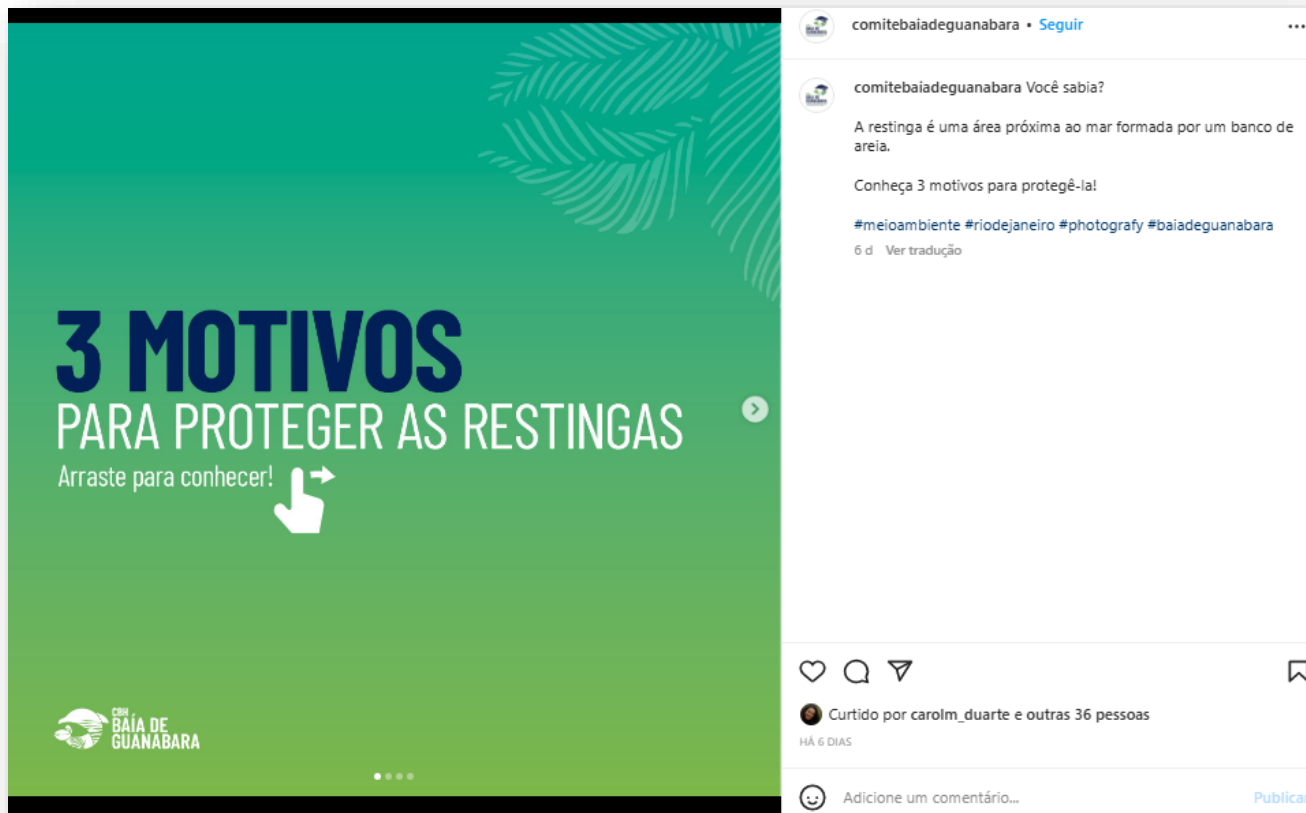 3 MOTIVOS
PARA PROTEGER AS RESTINGAS
Arraste para conhecer!
CBH
BAÍA DE
GUANABARA
comitebaiadeguanabara • Seguir
comitebaiadeguanabara Você sabia?
A restinga é uma área próxima ao mar formada por um banco de
areia.
Conheça 3 motivos para protegê-la!
#meioambiente #riodejaneiro #photografy #baiadeguanabara
6 d Ver tradução
Curtido por carolm_duarte e outras 36 pessoas
HÁ 6 DIAS
Adicione um comentário...
Publicar